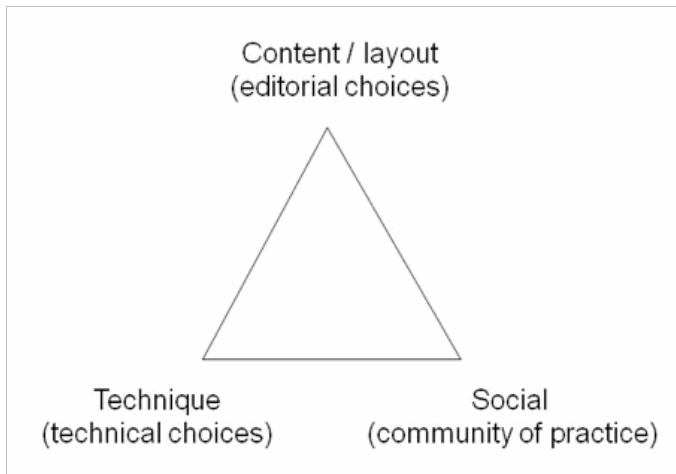 Content / layout
(editorial choices)
Technique
(technical choices)
Social
(community of practice)